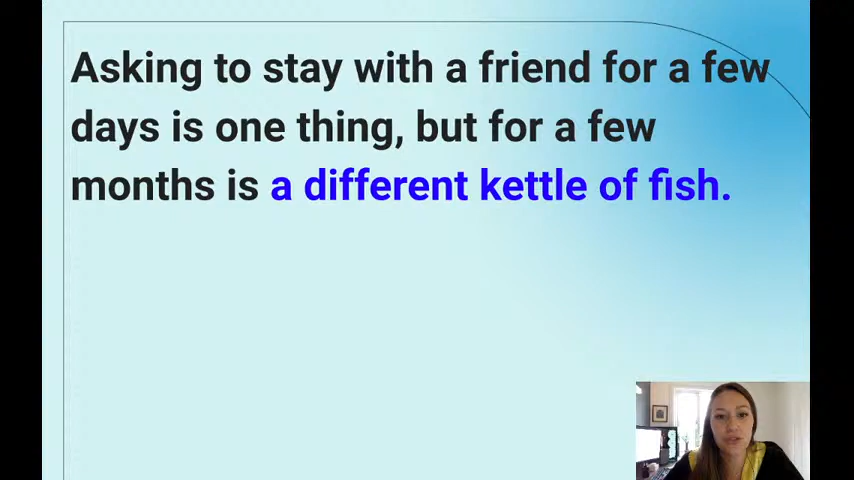 Asking to stay with a friend for a few
days is one thing, but for a few
months is a different kettle of fish.